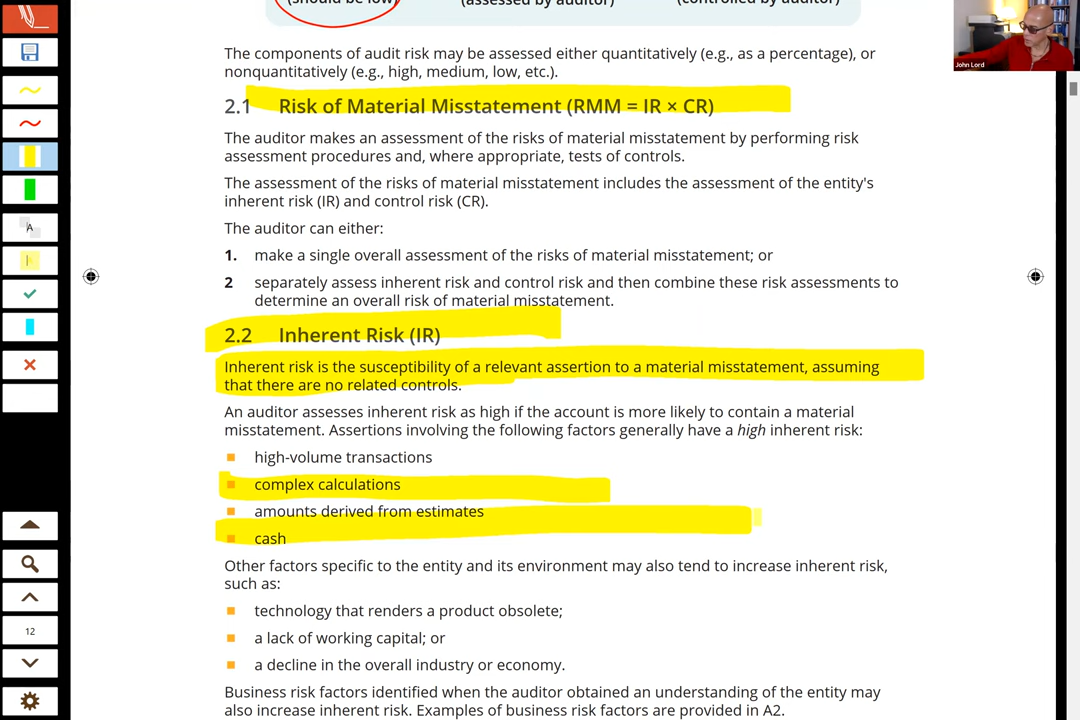 (should be low) (assessed by auditor) (controlled by auditor)
The components of audit risk may be assessed either quantitatively (e.g., as a percentage), or
nonquantitatively (e.g., high, medium, low, etc.).
2.1 Risk of Material Misstatement (RMM = IR × CR)
The auditor makes an assessment of the risks of material misstatement by performing risk
assessment procedures and, where appropriate, tests of controls.
The assessment of the risks of material misstatement includes the assessment of the entity's
inherent risk (IR) and control risk (CR).
The auditor can either:
1. make a single overall assessment of the risks of material misstatement; or
2 separately assess inherent risk and control risk and then combine these risk assessments to
determine an overall risk of material misstatement.
2.2 Inherent Risk (IR)
Inherent risk is the susceptibility of a relevant assertion to a material misstatement, assuming
that there are no related controls.
An auditor assesses inherent risk as high if the account is more likely to contain a material
misstatement. Assertions involving the following factors generally have a high inherent risk:
high-volume transactions
complex calculations
amounts derived from estimates
cash
Other factors specific to the entity and its environment may also tend to increase inherent risk,
such as:
technology that renders a product obsolete;
a lack of working capital; or
a decline in the overall industry or economy.
Business risk factors identified when the auditor obtained an understanding of the entity may
also increase inherent risk. Examples of business risk factors are provided in A2.
John Lord
A
12